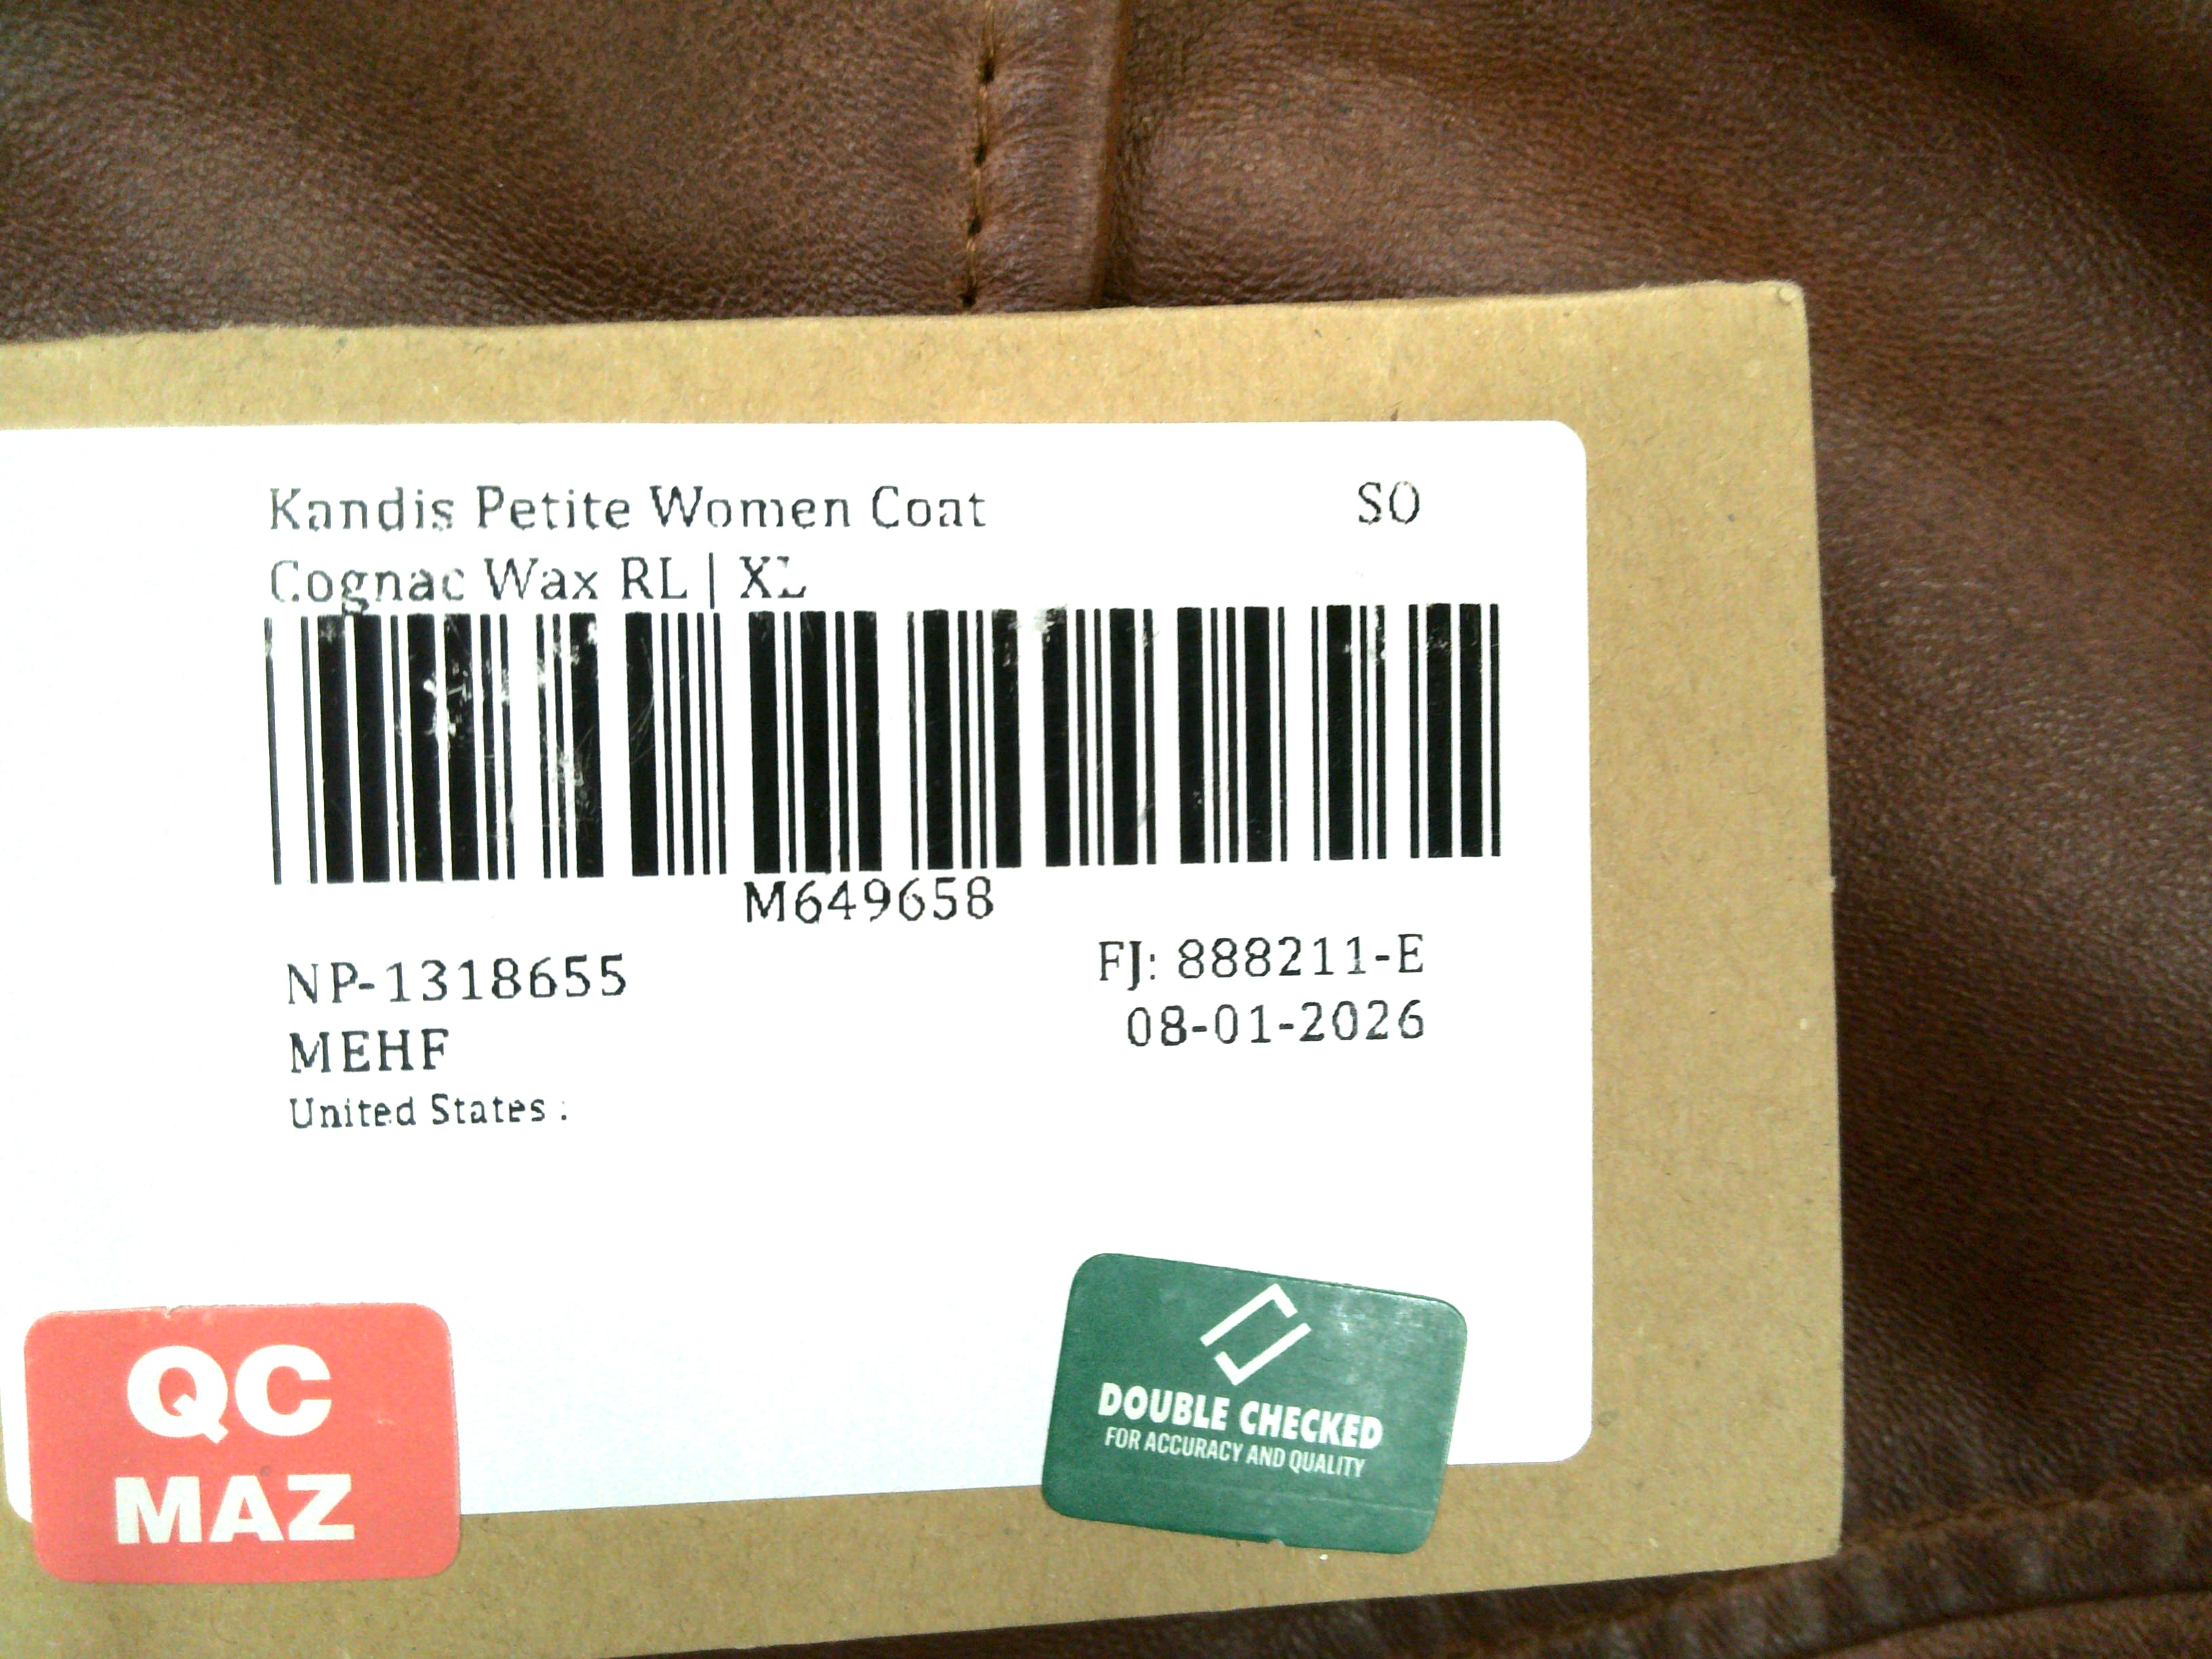 Kandis Petite Women Coat SO
Cognac Wax RL | XL
M649658
NP-1318655 FJ: 888211-E
MEHF 08-01-2026
United States :
QC
MAZ
DOUBLE CHECKED
FOR ACCURACY AND QUALITY